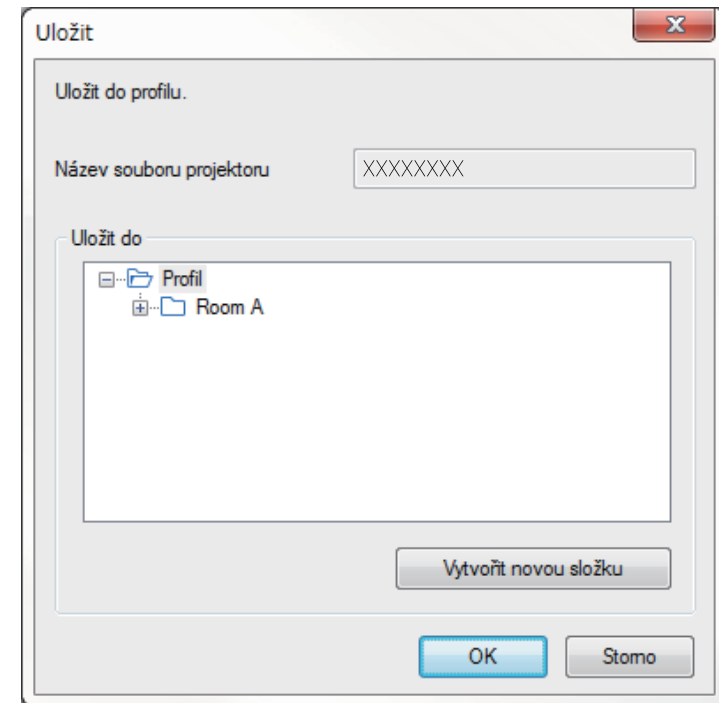 Uložit
Uložit do profilu.
Název souboru projektoru XXXXXXXX
Uložit do
Profil
Room A
Vytvořit novou složku
OK Storno